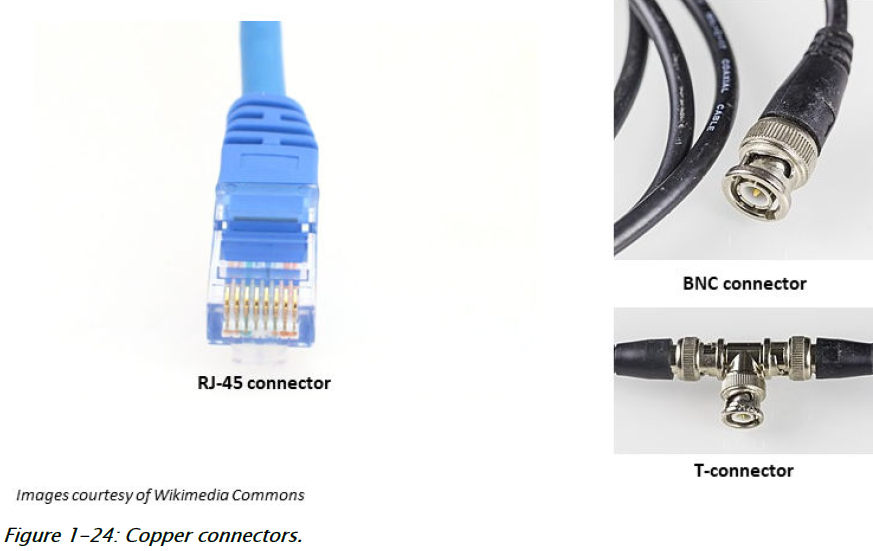 COAXIAL CABLE
BNC connector
RJ-45 connector
T-connector
Images courtesy of Wikimedia Commons
Figure 1-24: Copper connectors.